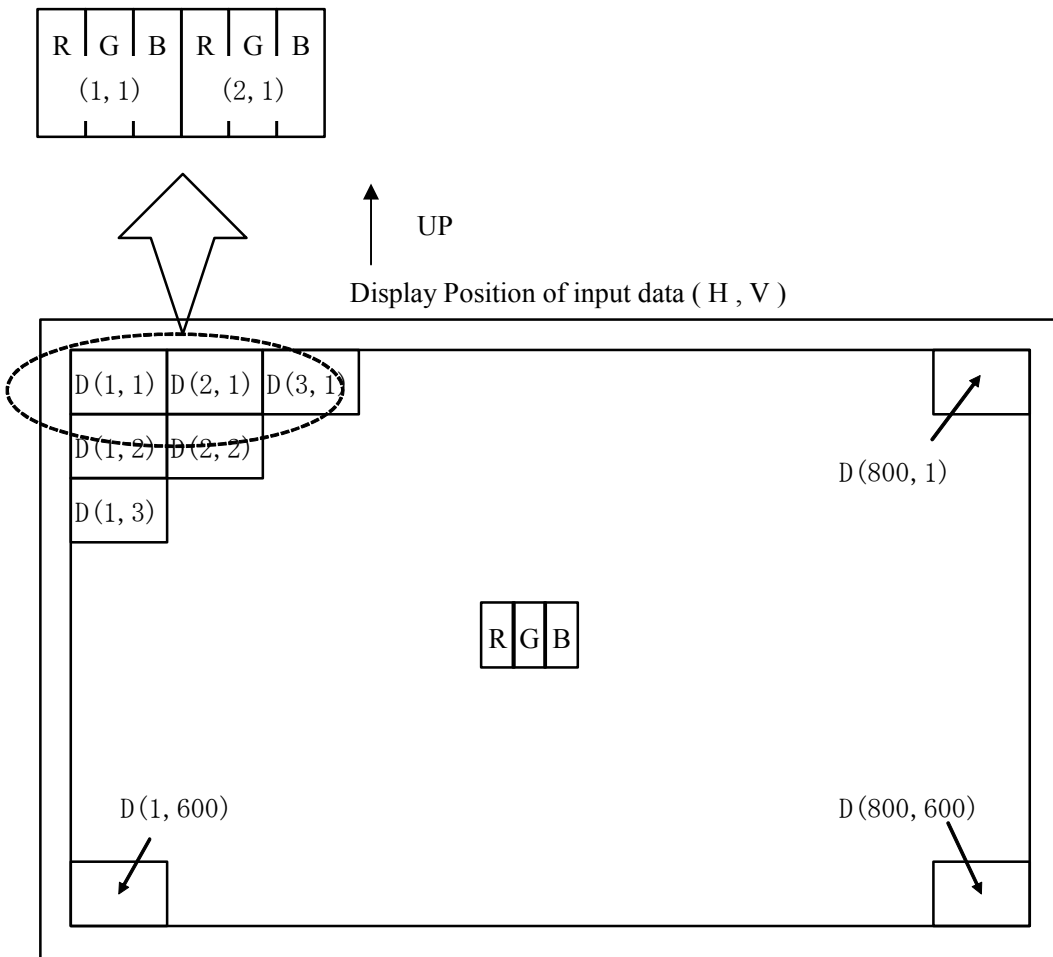 R G B R G B
(1,1) (2,1)
UP
Display Position of input data ( H , V )
D(1,1) D(2,1) D(3,1)
D(1,2) D(2,2)
D(800,1)
D(1,3)
R G B
D(1,600) D(800,600)